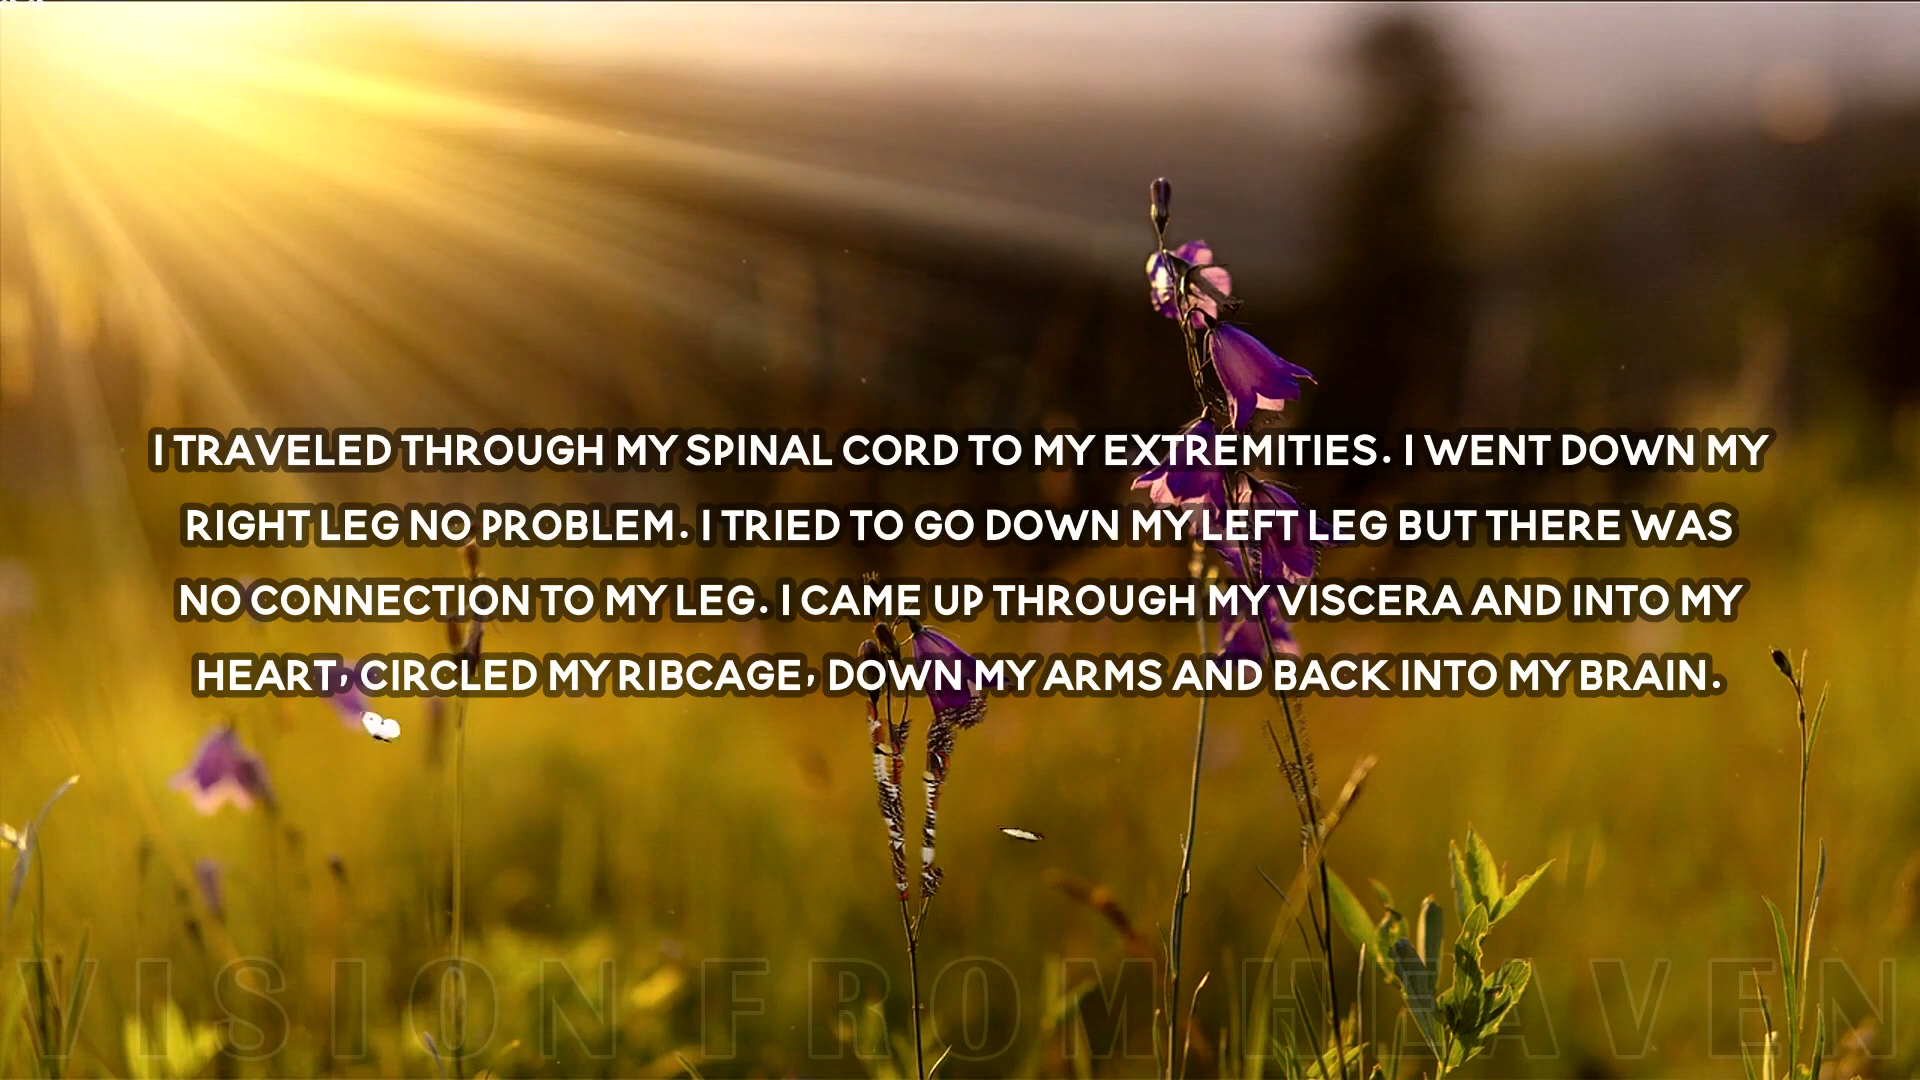 I TRAVELED THROUGH MY SPINAL CORD TO MY EXTREMITIES. I WENT DOWN MY
RIGHT LEG NO PROBLEM. I TRIED TO GO DOWN MY LEFT LEG BUT THERE WAS
NO CONNECTION TO MY LEG. I CAME UP THROUGH MY VISCERA AND INTO MY
HEART, CIRCLED MY RIBCAGE, DOWN MY ARMS AND BACK INTO MY BRAIN.
VISION FROM HEAVEN